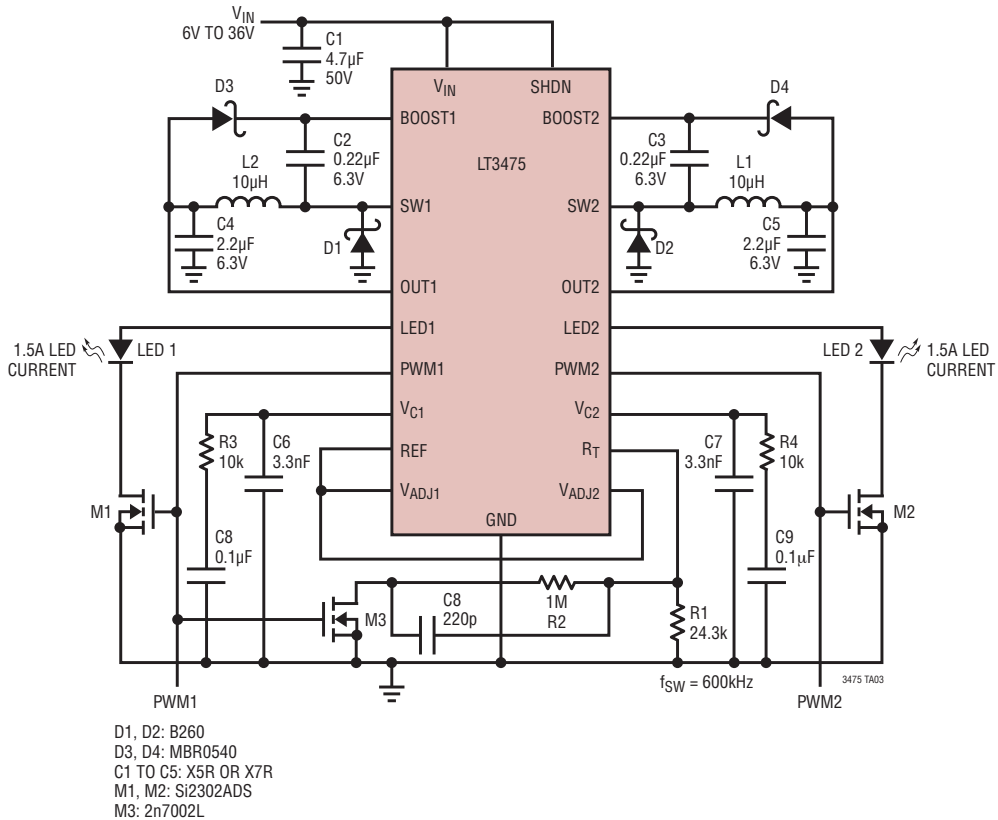 VIN
6V TO 36V
C1
4.7µF
50V
VIN
SHDN
D3
D4
BOOST1
BOOST2
C2
0.22µF
6.3V
C3
0.22µF
6.3V
LT3475
L2
10µH
L1
10µH
SW1
SW2
C4
2.2µF
6.3V
D1
D2
C5
2.2µF
6.3V
OUT1
OUT2
LED1
LED2
1.5A LED
CURRENT
LED 1
LED 2
1.5A LED
CURRENT
PWM1
PWM2
VC1
VC2
R3
10k
C6
3.3nF
REF
RT
C7
3.3nF
R4
10k
VADJ1
VADJ2
M1
M2
GND
C8
0.1µF
C9
0.1µF
M3
C8
220p
1M
R2
R1
24.3k
fSW = 600kHz
3475 TA03
PWM1
PWM2
D1, D2: B260
D3, D4: MBR0540
C1 TO C5: X5R OR X7R
M1, M2: Si2302ADS
M3: 2n7002L